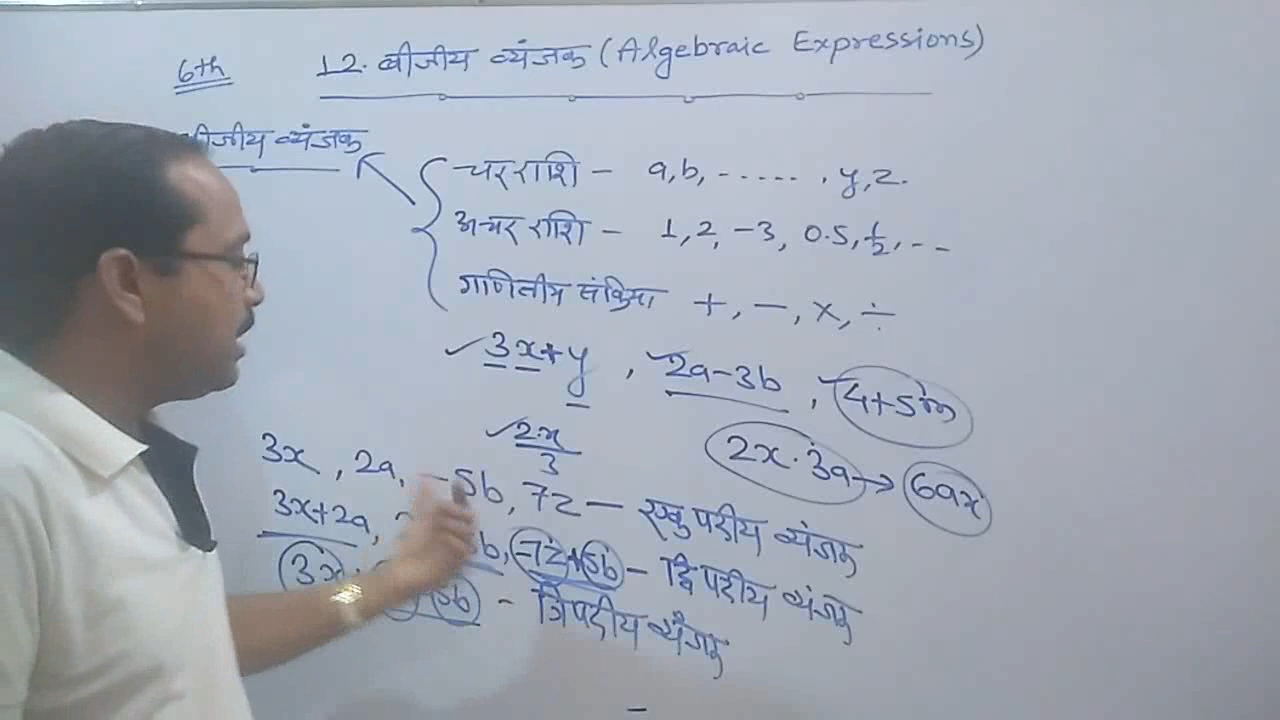 6th 12. बीजीय व्यंजक (Algebraic Expressions)
बीजीय व्यंजक
चर राशि - a, b, ......, y, z.
अचर राशि - 1, 2, -3, 0.5, 1/2, --
गणितीय संक्रिया +, -, ×, ÷
✓3x+y, ✓2a-3b, ✓4+5m
✓2x/3 2x·3a → 6ax
3x, 2a, -5b, 7z - एक पदीय व्यंजक
3x+2a, b, -7z+5b - द्विपदीय व्यंजक
3x 5b - त्रिपदीय व्यंजक